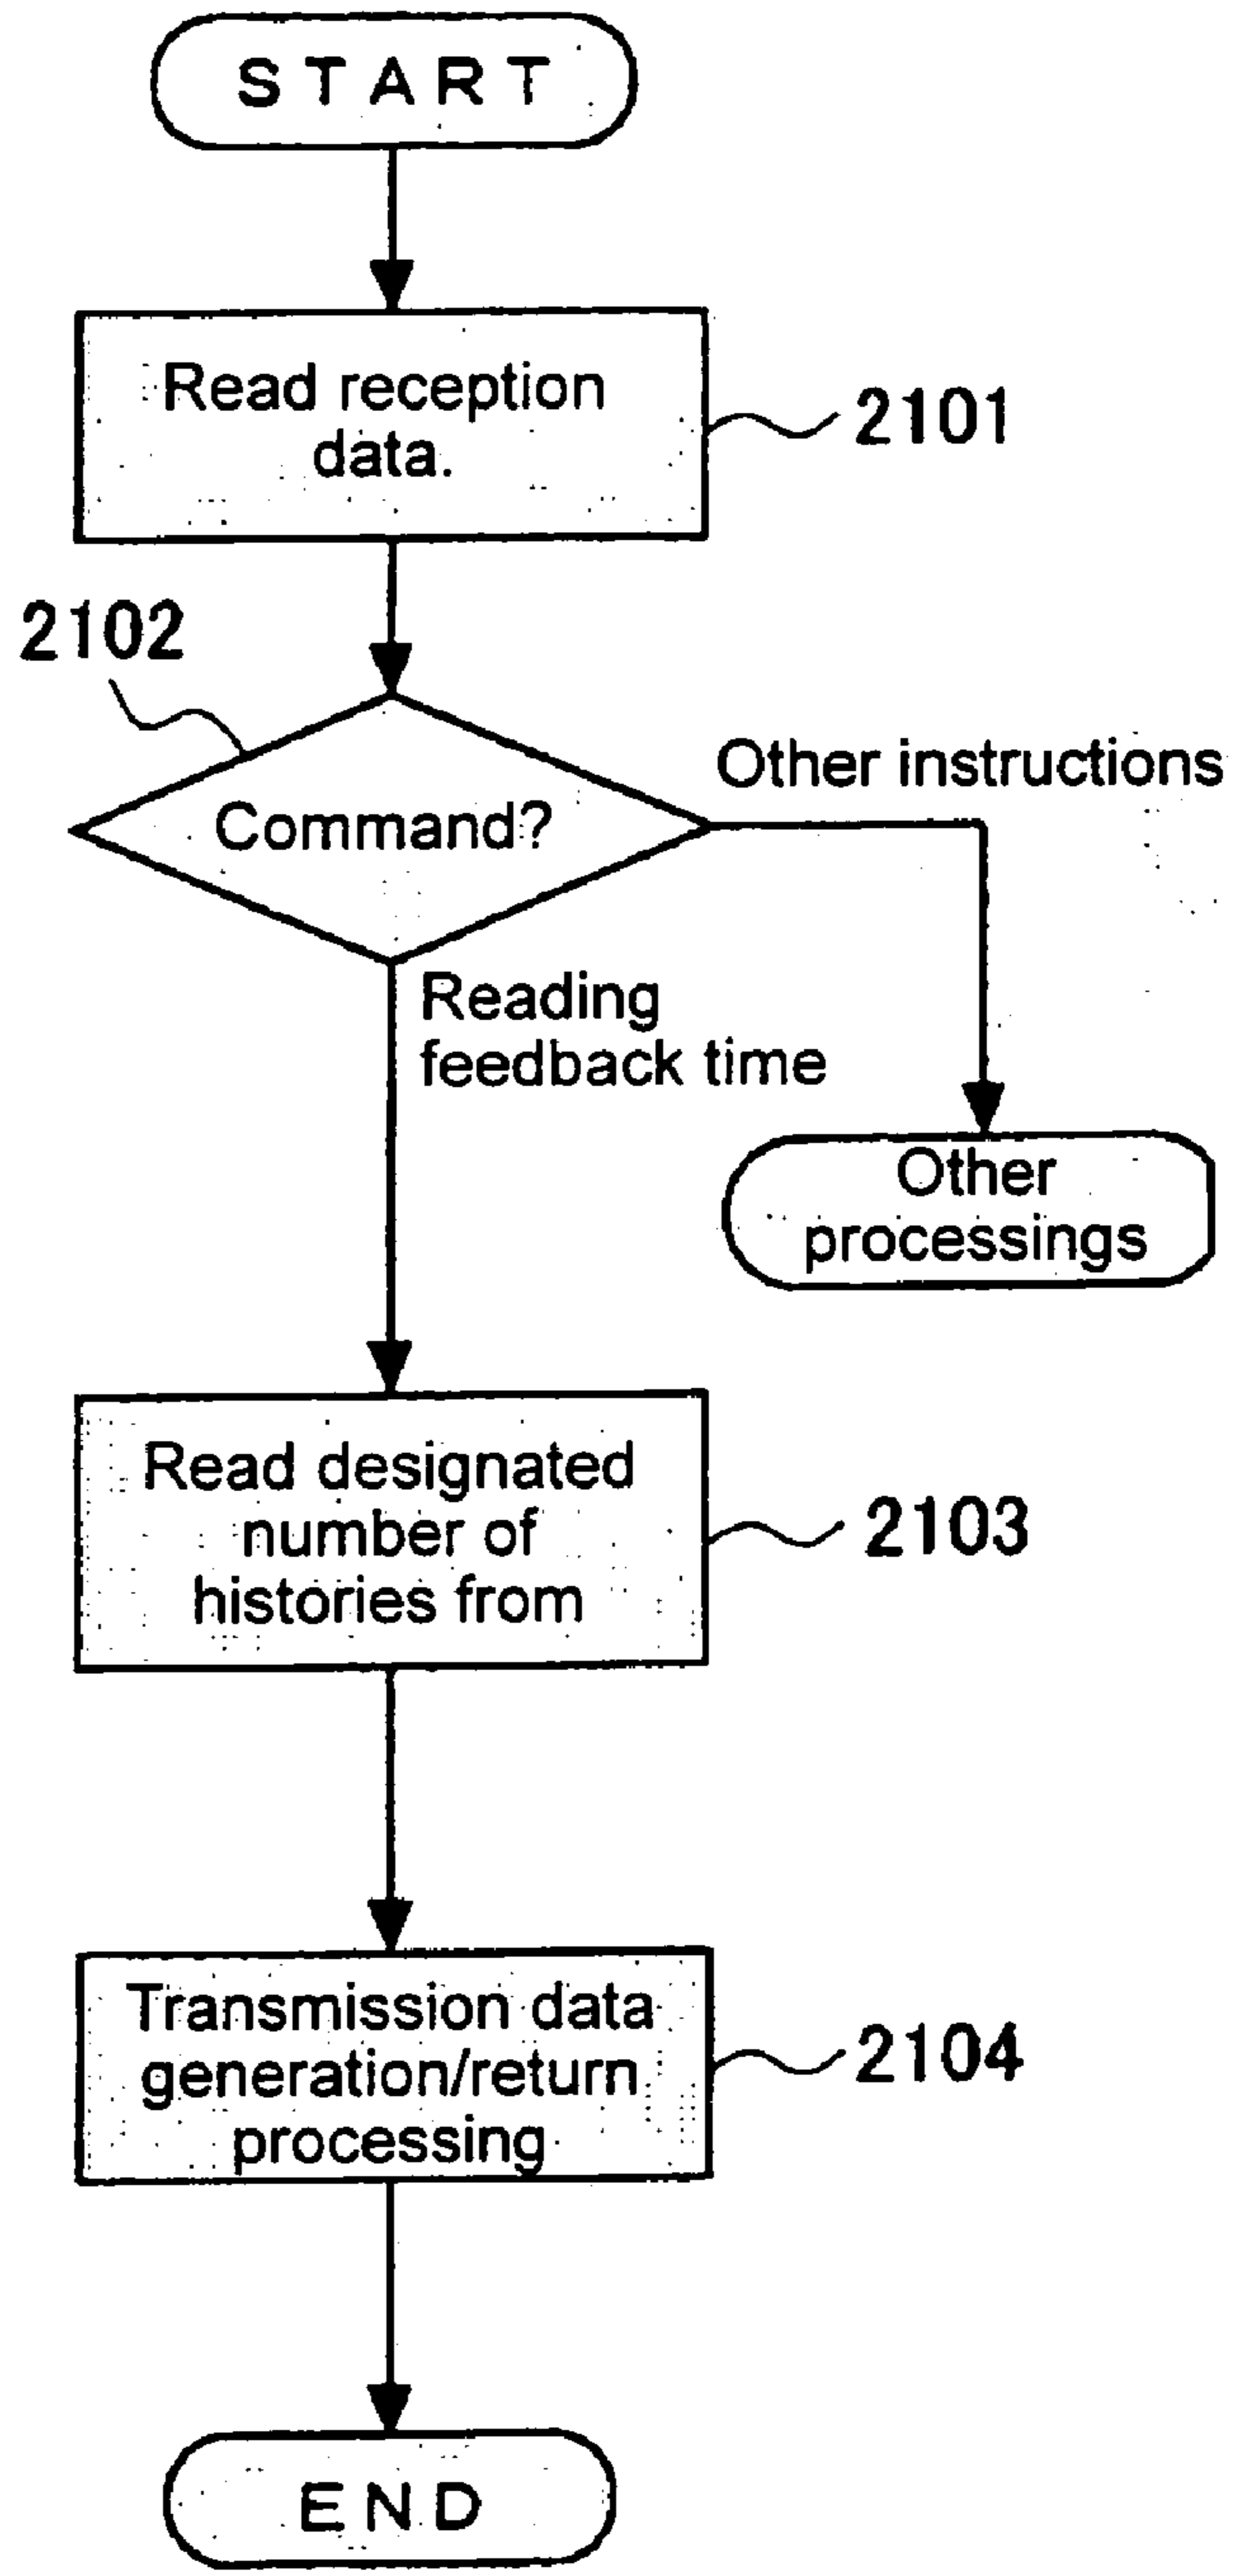 START
Read reception
data.
2101
2102
Command?
Other instructions
Reading
feedback time
Other
processings
Read designated
number of
histories from
2103
Transmission data
generation/return
processing
2104
END